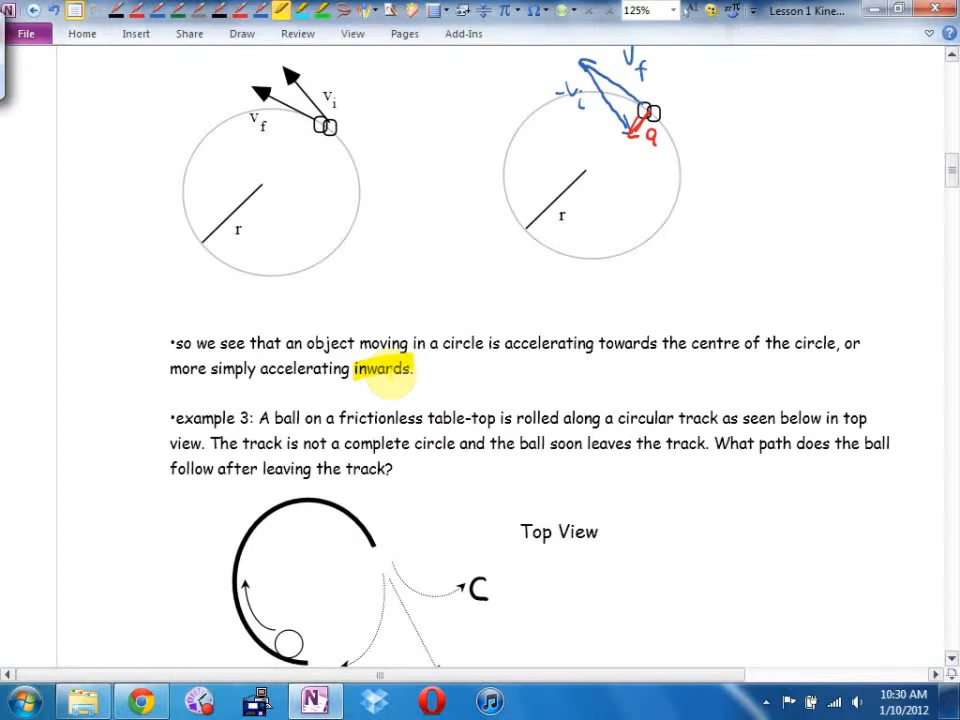 125%
Lesson 1 Kine...
File
Home
Insert
Share
Draw
Review
View
Pages
Add-Ins
v i
v f
r
v f
-v i
a
r
•so we see that an object moving in a circle is accelerating towards the centre of the circle, or
more simply accelerating inwards.
•example 3: A ball on a frictionless table-top is rolled along a circular track as seen below in top
view. The track is not a complete circle and the ball soon leaves the track. What path does the ball
follow after leaving the track?
Top View
C
10:30 AM
1/10/2012